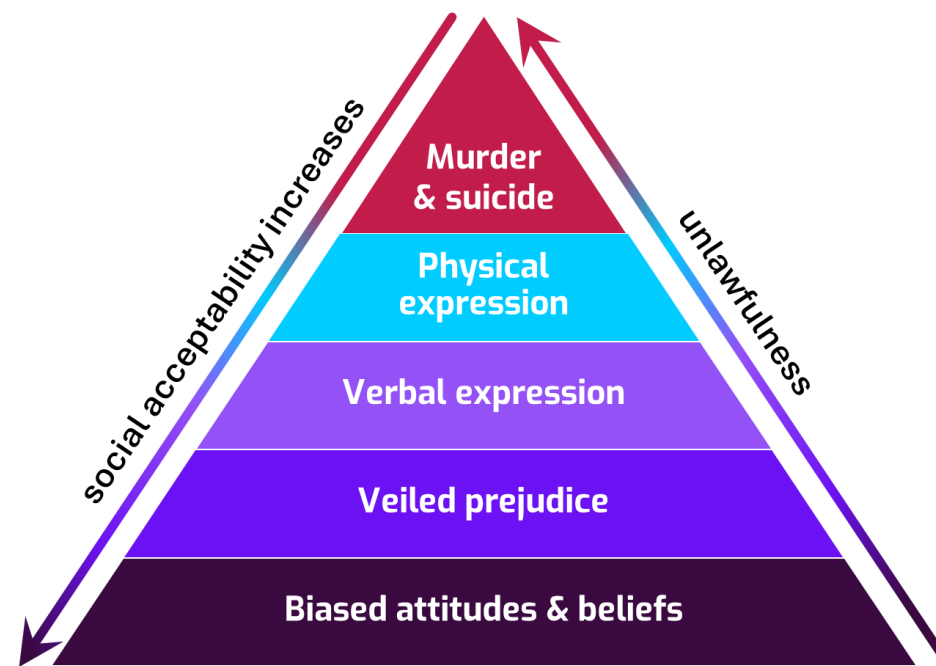 social acceptability increases
unlawfulness
Murder
& suicide
Physical
expression
Verbal expression
Veiled prejudice
Biased attitudes & beliefs